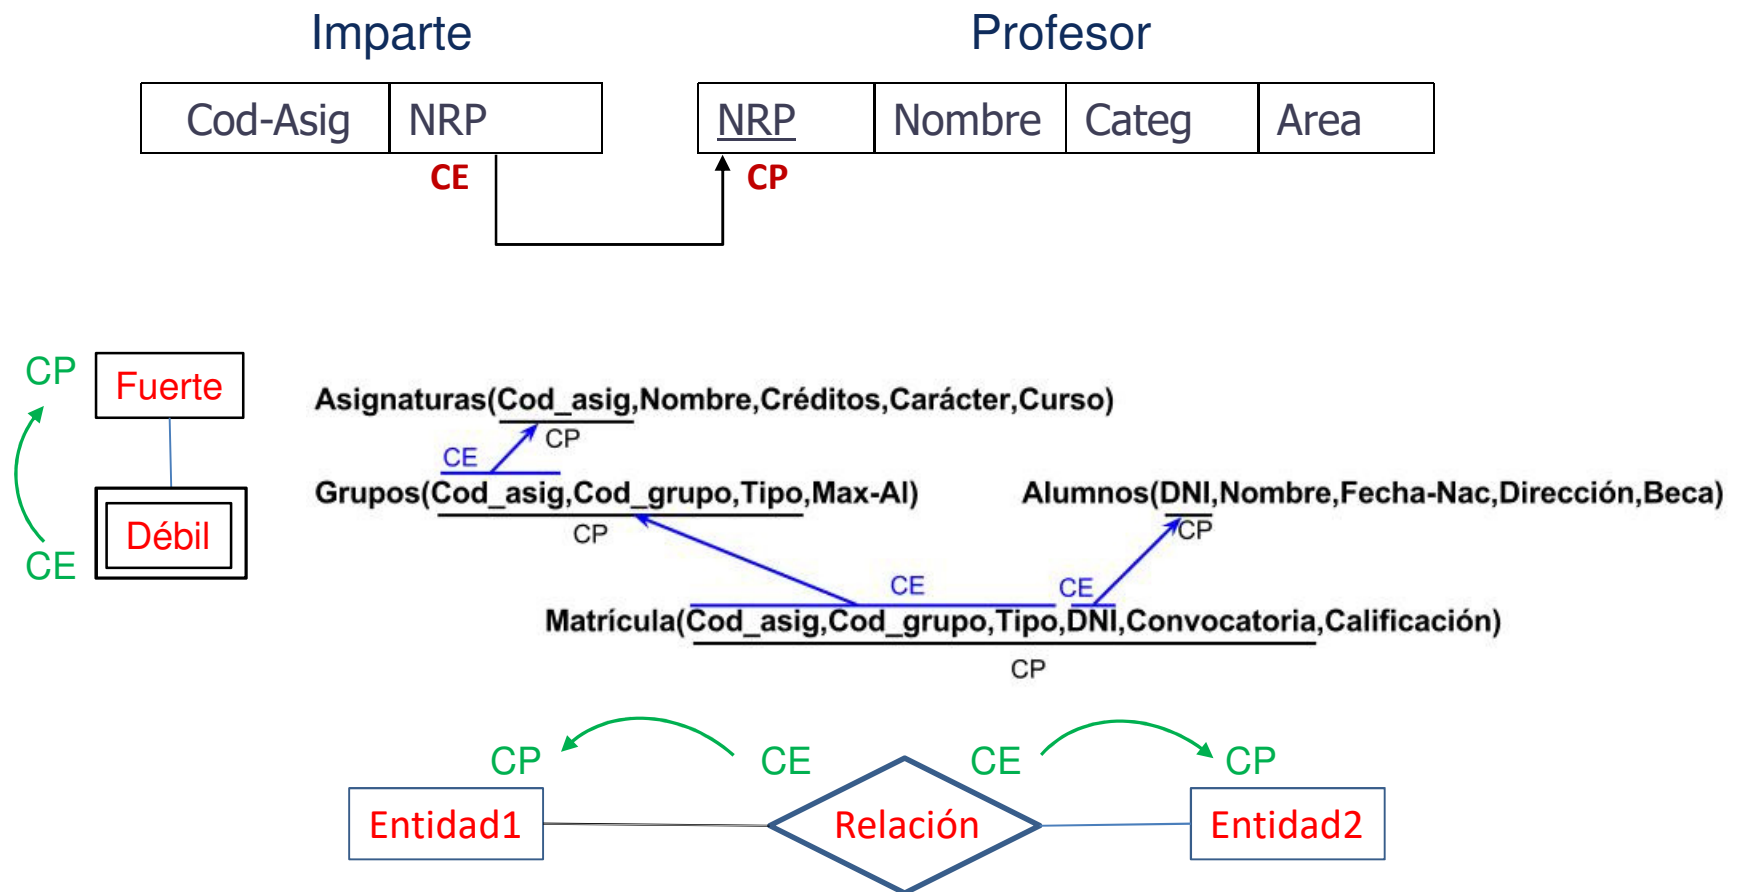 Imparte Profesor
Cod-Asig NRP NRP Nombre Categ Area
CE CP
CP Fuerte
Asignaturas(Cod_asig,Nombre,Créditos,Carácter,Curso)
CE CP
Grupos(Cod_asig,Cod_grupo,Tipo,Max-Al) Alumnos(DNI,Nombre,Fecha-Nac,Dirección,Beca)
CP CP
Débil
CE
CE CE
Matrícula(Cod_asig,Cod_grupo,Tipo,DNI,Convocatoria,Calificación)
CP
CP CE CE CP
Entidad1 Relación Entidad2